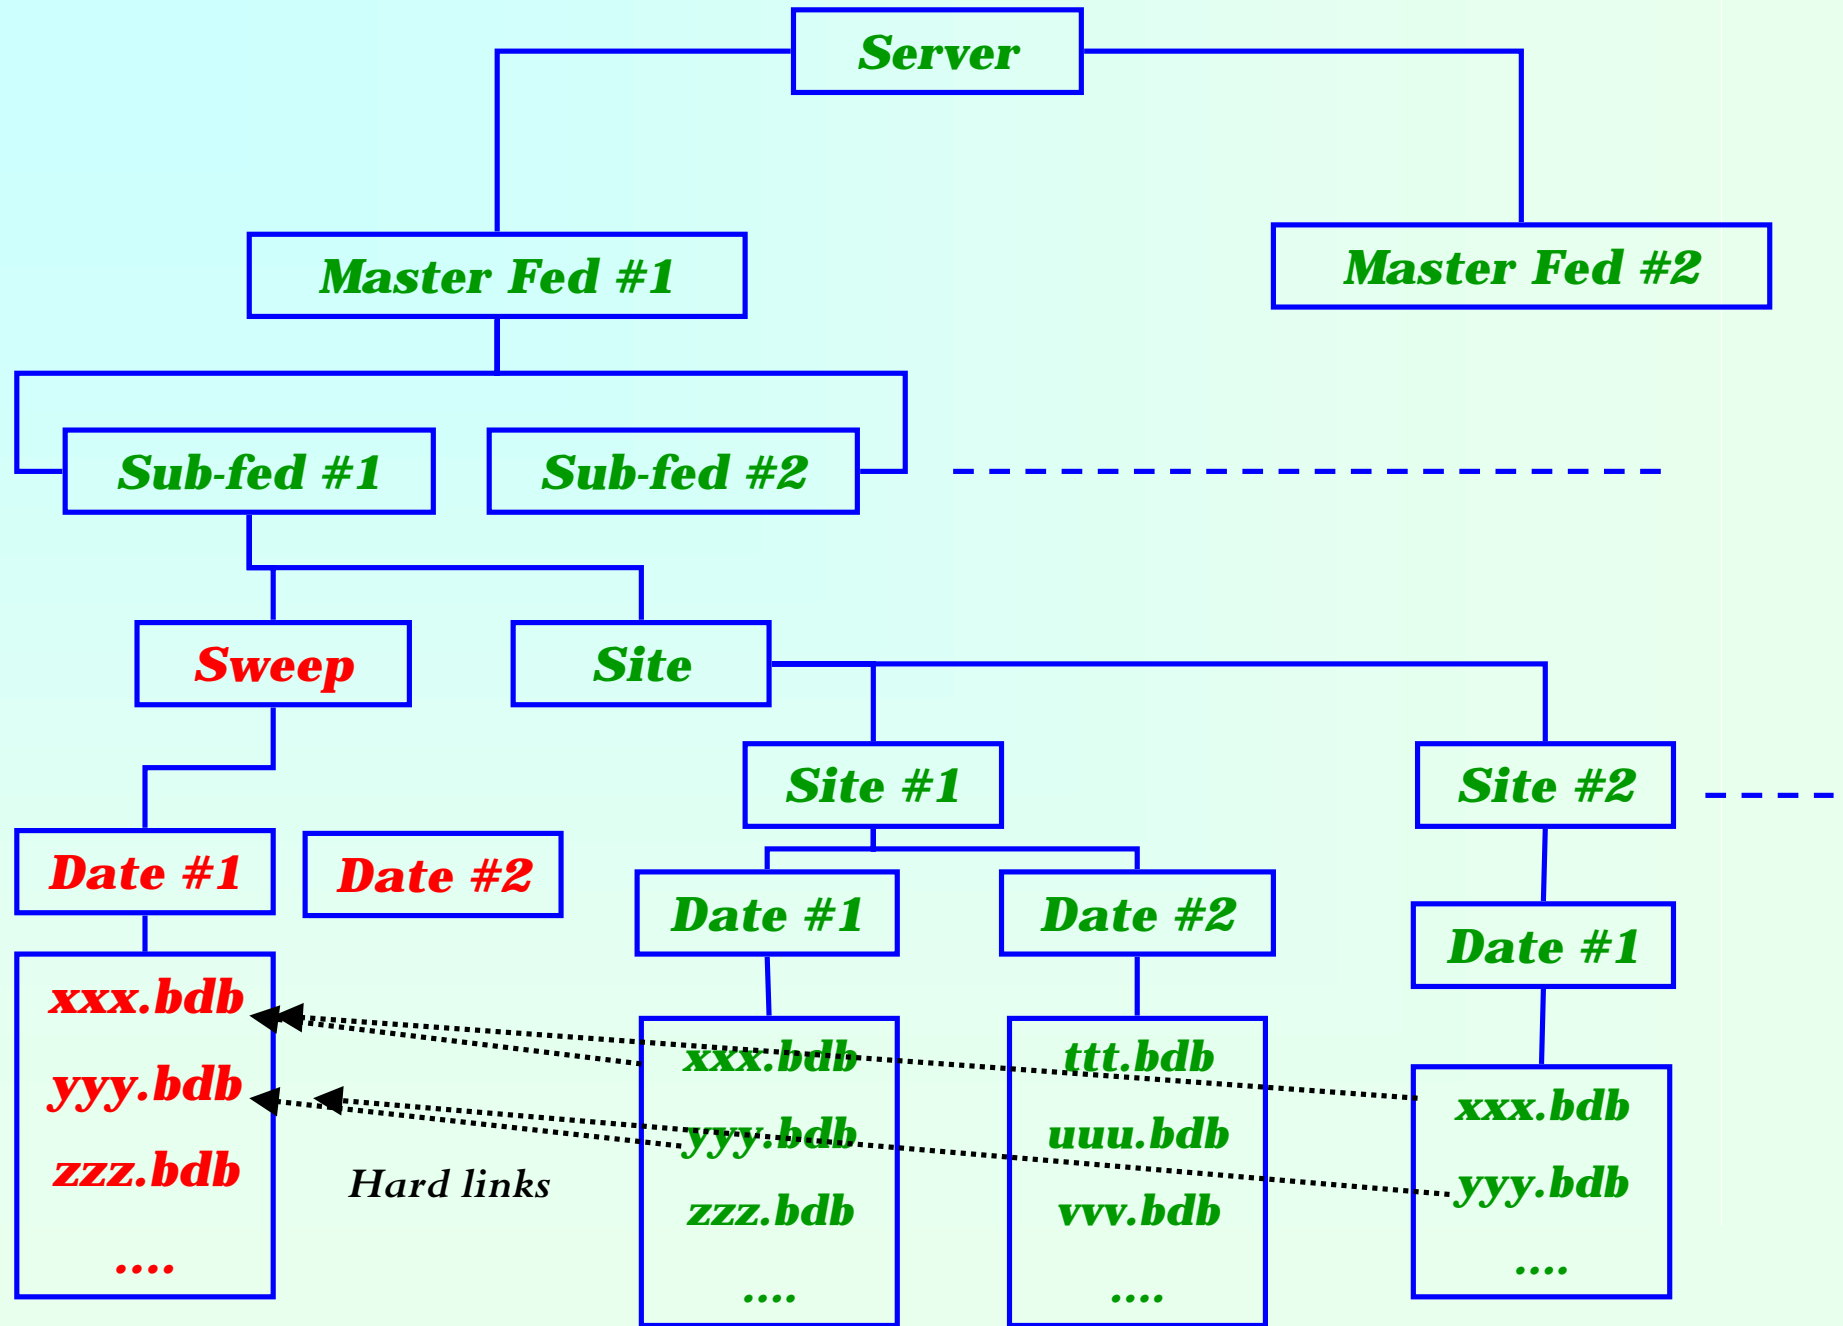 Server
Master Fed #1
Master Fed #2
Sub-fed #1
Sub-fed #2
Sweep
Site
Site #1
Site #2
Date #1
Date #2
Date #1
Date #2
Date #1
xxx.bdb
yyy.bdb
zzz.bdb
....
Hard links
xxx.bdb
yyy.bdb
zzz.bdb
....
ttt.bdb
uuu.bdb
vvv.bdb
....
xxx.bdb
yyy.bdb
....